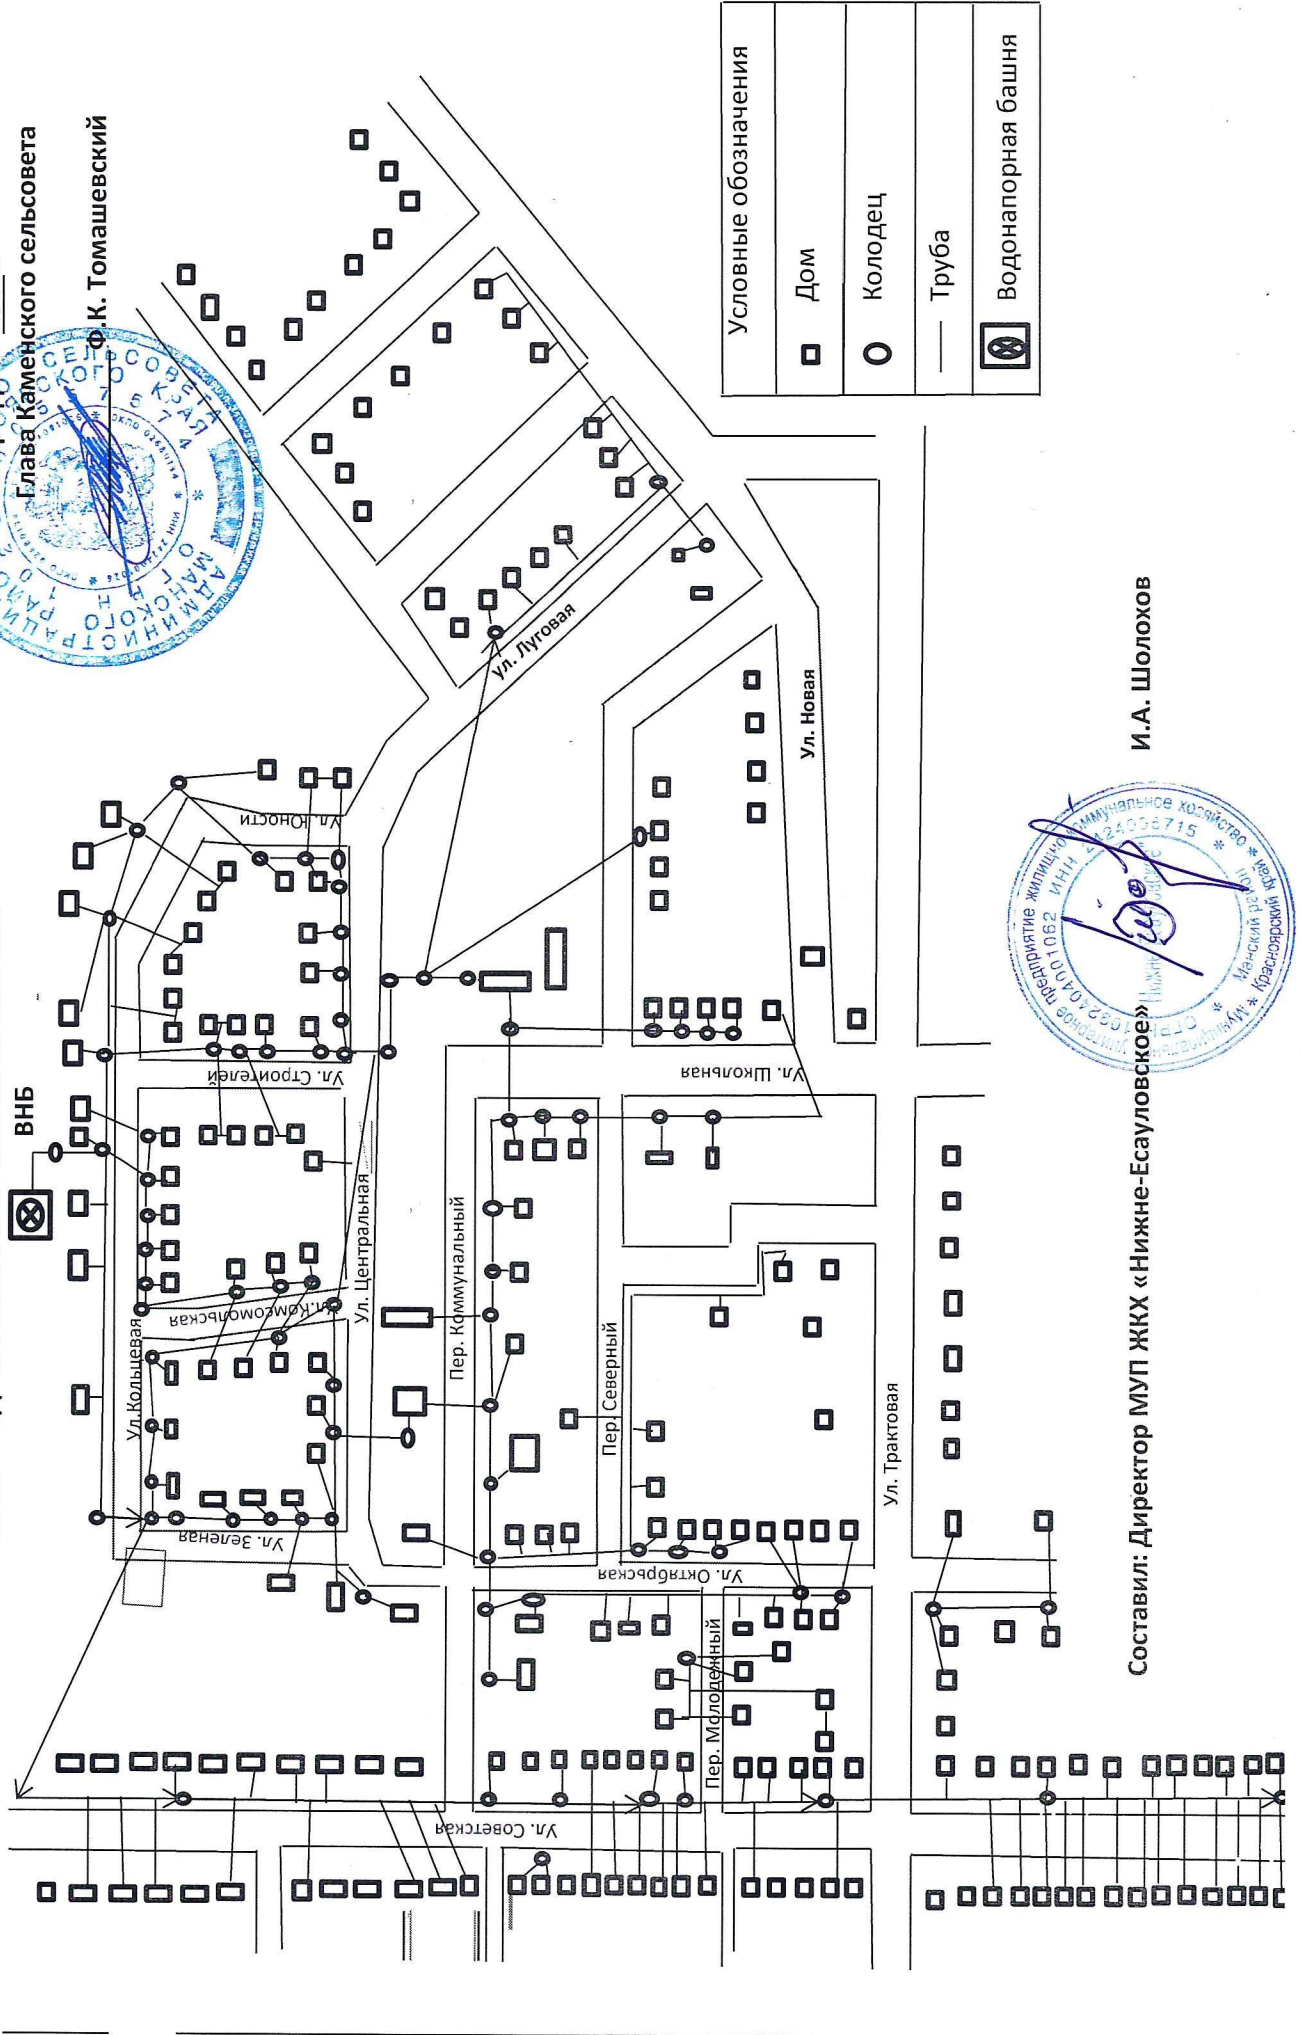 Глава Каменского сельсовета
Ф.К. Томашевский
ВНБ
Ул.Кольцевая
Ул. Зеленая
Ул.Комсомольская
Ул. Строителей
Ул. Юности
Ул. Центральная
ул. Луговая
Пер. Коммунальный
Пер. Северный
Ул. Школьная
Ул. Новая
Ул. Октябрьская
Пер. Молодежный
Ул. Советская
Ул. Трактовая
Условные обозначения
Дом
Колодец
Труба
Водонапорная башня
Составил: Директор МУП ЖКХ «Нижне-Есауловское» И.А. Шолохов